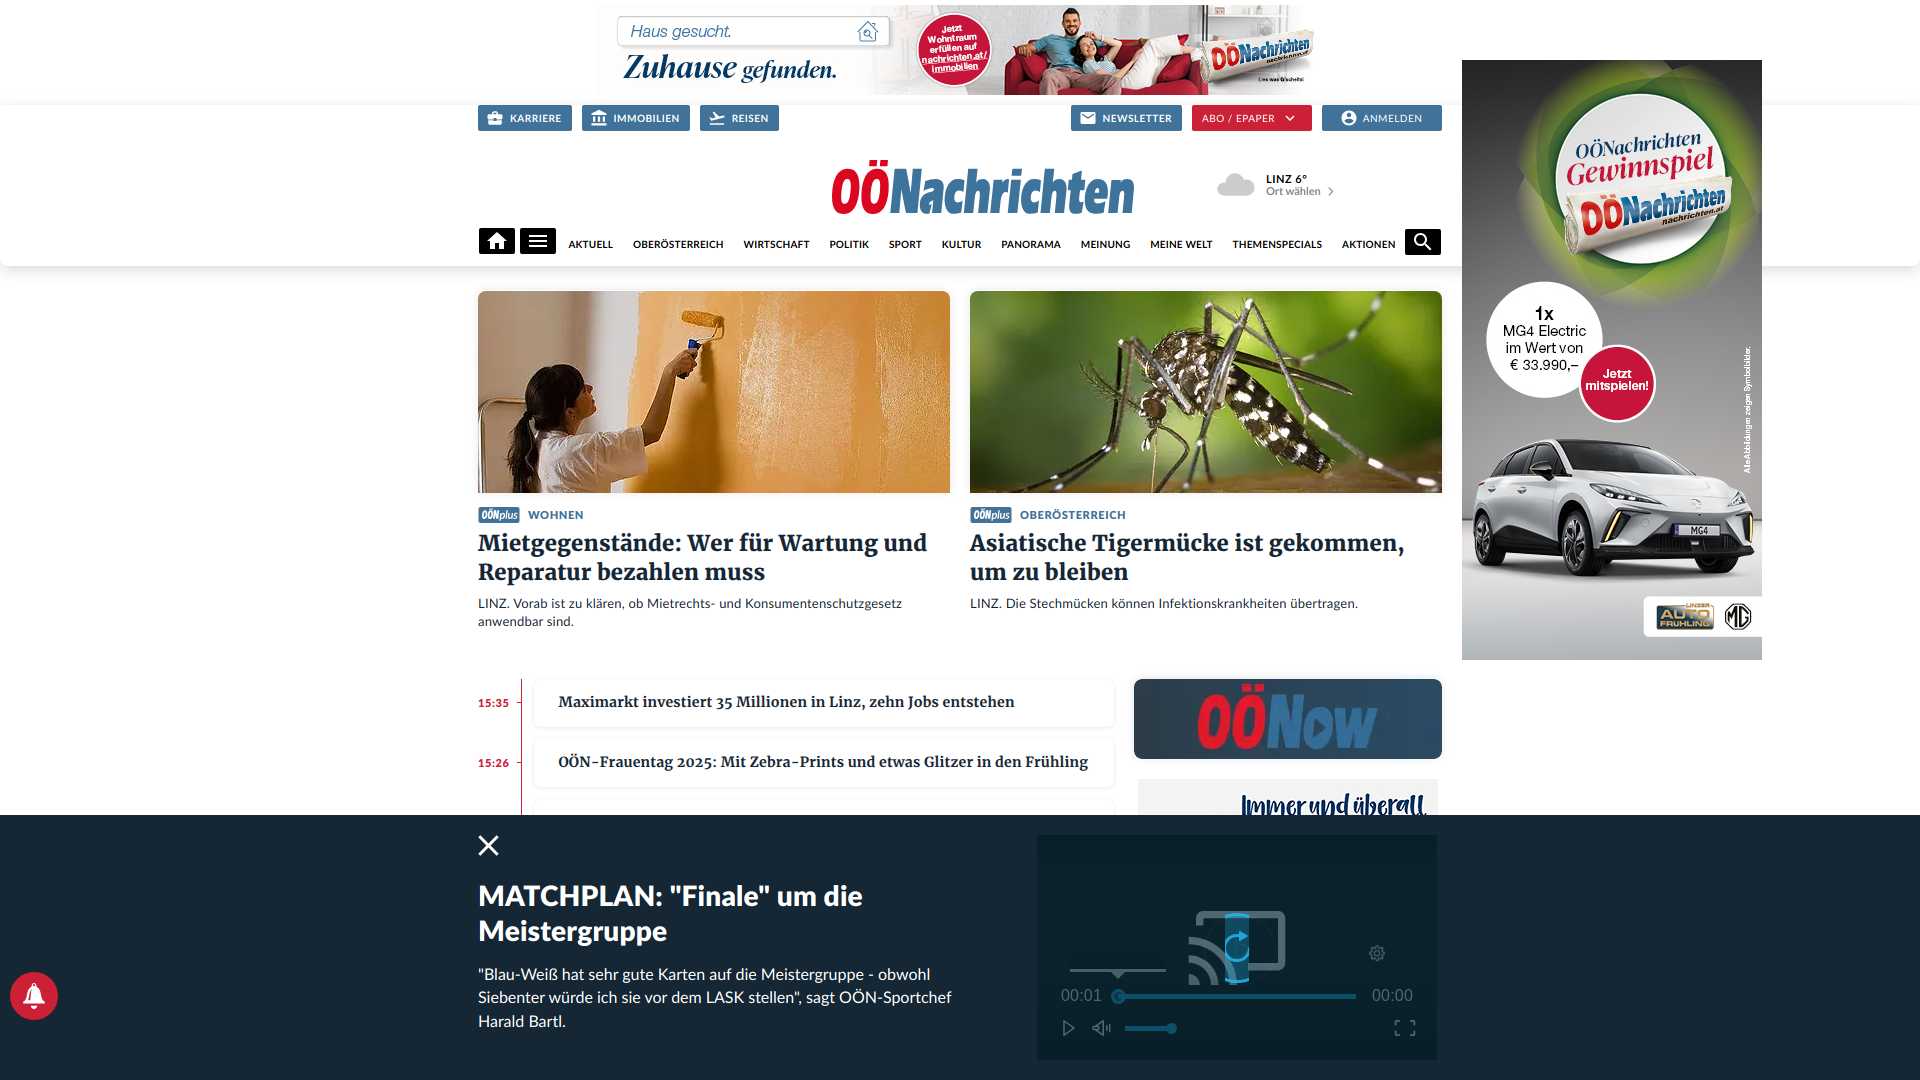 Haus gesucht.
Zuhause gefunden.
Jetzt
Wohntraum
erfüllen auf
nachrichten.at/
immobilien
OÖNachrichten
nachrichten.at
Lies was G'scheits!
KARRIERE
IMMOBILIEN
REISEN
NEWSLETTER
ABO / EPAPER
ANMELDEN
OÖNachrichten
LINZ 6°
Ort wählen
AKTUELL
OBERÖSTERREICH
WIRTSCHAFT
POLITIK
SPORT
KULTUR
PANORAMA
MEINUNG
MEINE WELT
THEMENSPECIALS
AKTIONEN
OÖNachrichten
Gewinnspiel
OÖNachrichten
nachrichten.at
1x
MG4 Electric
im Wert von
€ 33.990,–
Jetzt
mitspielen!
Alle Abbildungen zeigen Symbolbilder.
MG4
LINZER
AUTO
FRÜHLING
MG
OÖNplus WOHNEN
Mietgegenstände: Wer für Wartung und
Reparatur bezahlen muss
LINZ. Vorab ist zu klären, ob Mietrechts- und Konsumentenschutzgesetz
anwendbar sind.
OÖNplus OBERÖSTERREICH
Asiatische Tigermücke ist gekommen,
um zu bleiben
LINZ. Die Stechmücken können Infektionskrankheiten übertragen.
15:35
Maximarkt investiert 35 Millionen in Linz, zehn Jobs entstehen
15:26
OÖN-Frauentag 2025: Mit Zebra-Prints und etwas Glitzer in den Frühling
OÖNow
Immer und überall
MATCHPLAN: "Finale" um die
Meistergruppe
"Blau-Weiß hat sehr gute Karten auf die Meistergruppe - obwohl
Siebenter würde ich sie vor dem LASK stellen", sagt OÖN-Sportchef
Harald Bartl.
00:01
00:00